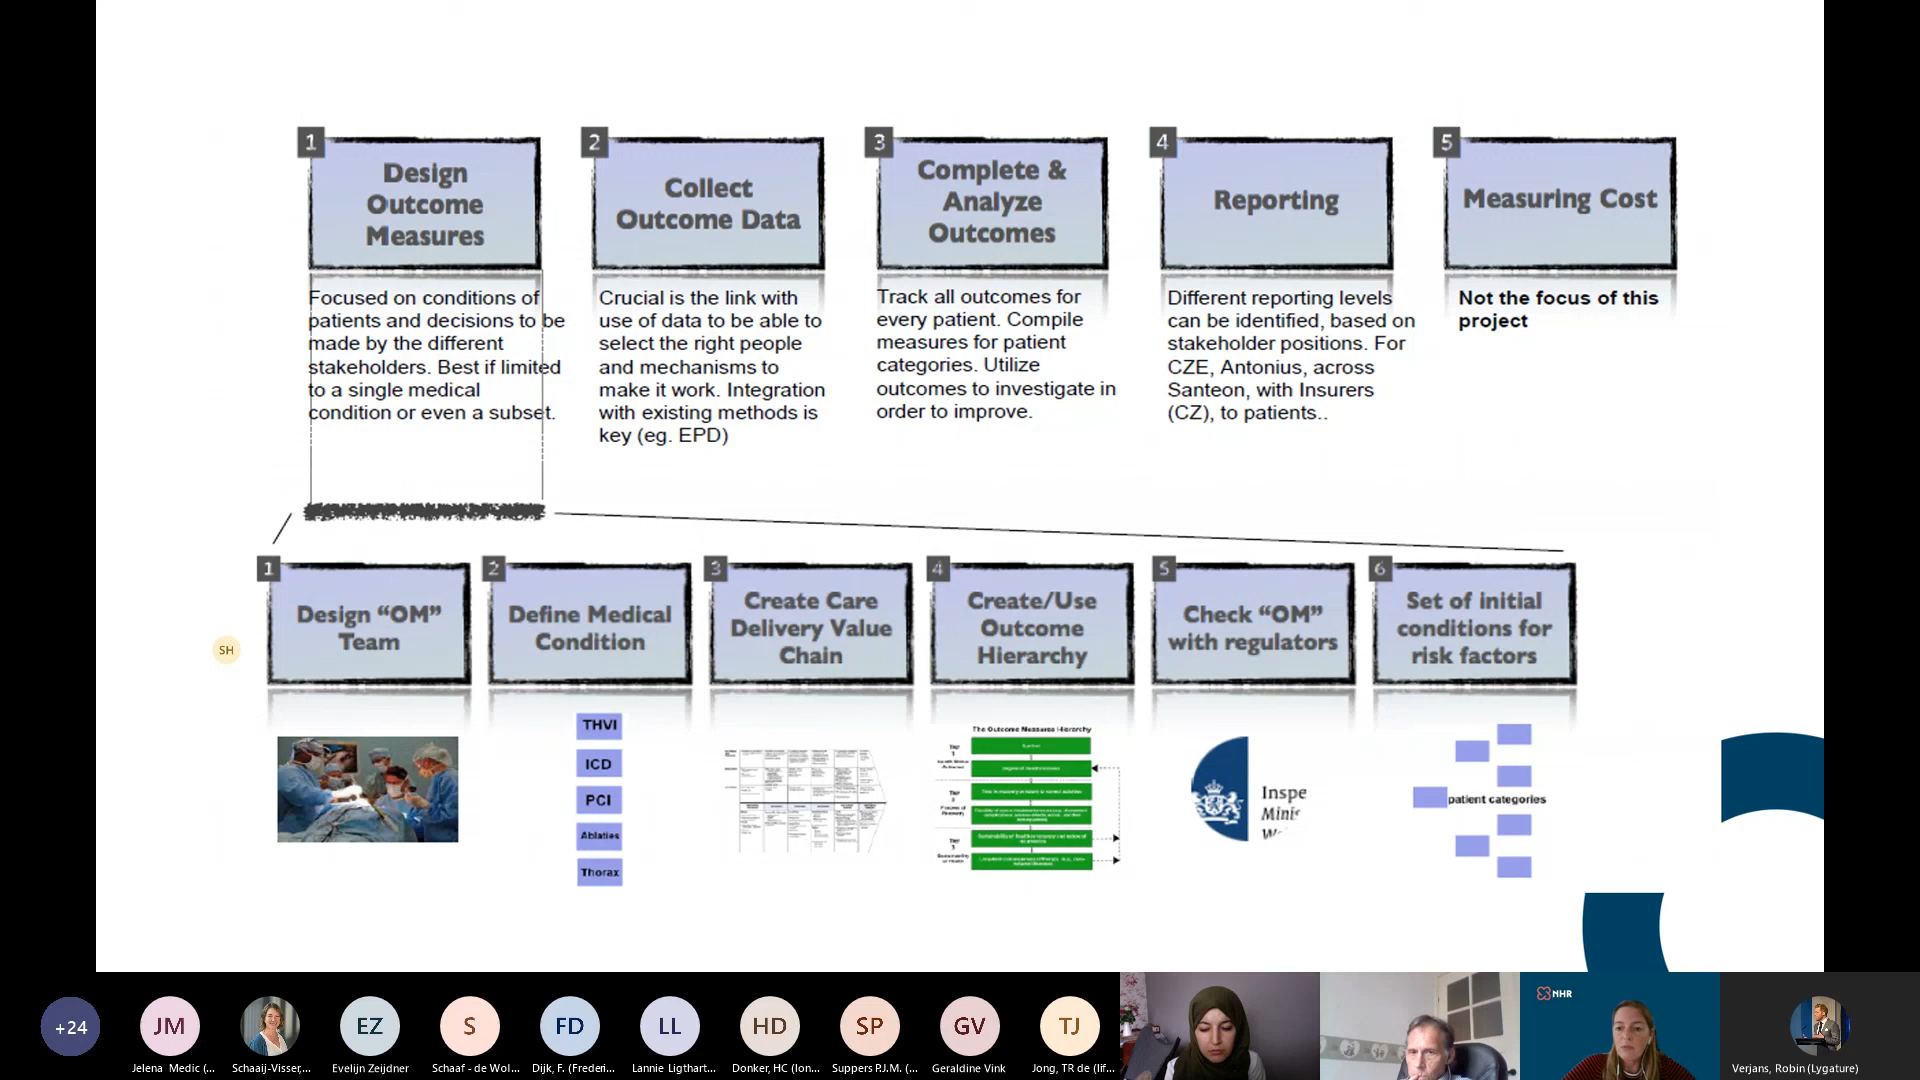 1
Design
Outcome
Measures
Focused on conditions of
patients and decisions to be
made by the different
stakeholders. Best if limited
to a single medical
condition or even a subset.
2
Collect
Outcome Data
Crucial is the link with
use of data to be able to
select the right people
and mechanisms to
make it work. Integration
with existing methods is
key (eg. EPD)
3
Complete &
Analyze
Outcomes
Track all outcomes for
every patient. Compile
measures for patient
categories. Utilize
outcomes to investigate in
order to improve.
4
Reporting
Different reporting levels
can be identified, based on
stakeholder positions. For
CZE, Antonius, across
Santeon, with Insurers
(CZ), to patients..
5
Measuring Cost
Not the focus of this
project
1
Design “OM”
Team
2
Define Medical
Condition
THVI
ICD
PCI
Ablaties
Thorax
3
Create Care
Delivery Value
Chain
4
Create/Use
Outcome
Hierarchy
The Outcome Measures Hierarchy
Tier
1
Tier
2
Tier
3
5
Check “OM”
with regulators
Inspe
Minis
6
Set of initial
conditions for
risk factors
patient categories
SH
+24
JM
Jelena Medic (...
Schaaij-Visser,...
EZ
Evelijn Zeijdner
S
Schaaf - de Wol...
FD
Dijk, F. (Frederi...
LL
Lannie Ligthart...
HD
Donker, HC (lon...
SP
Suppers P.J.M. (...
GV
Geraldine Vink
TJ
Jong, TR de (lif...
NHR
Verjans, Robin (Lygature)